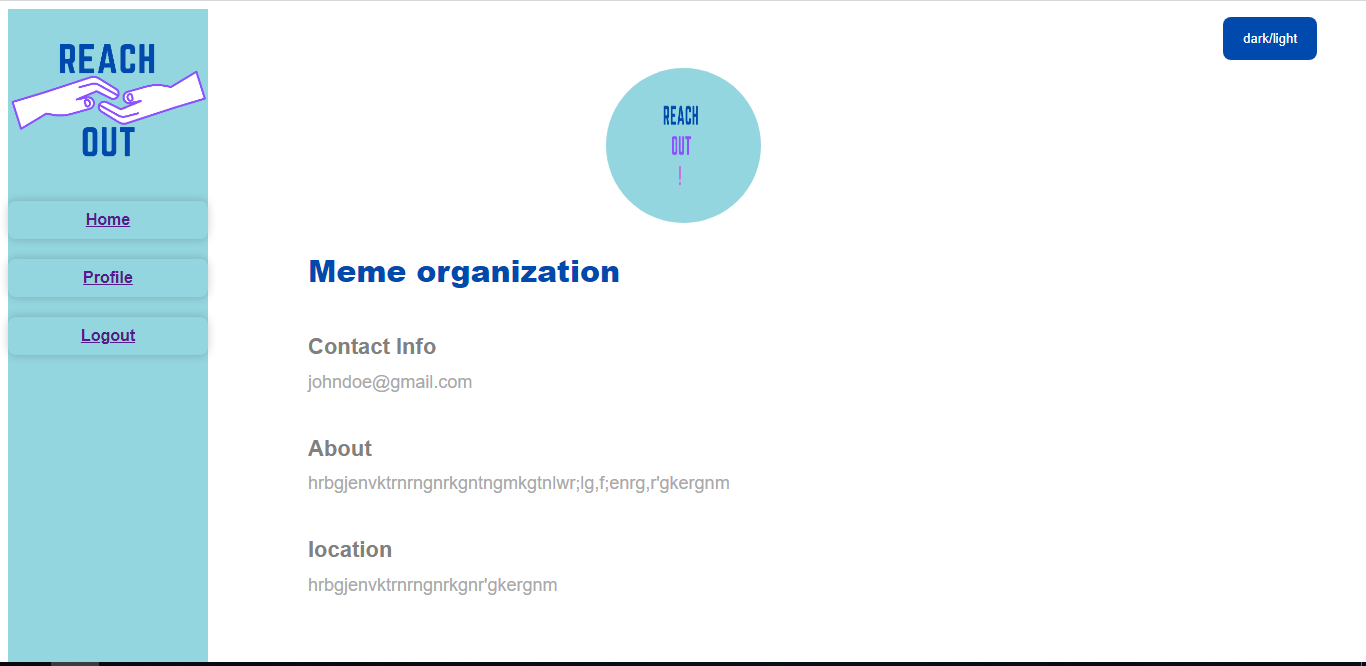 REACH
OUT
Home
Profile
Logout
dark/light
REACH
OUT
!
Meme organization
Contact Info
johndoe@gmail.com
About
hrbgjenvktrnrngnrkgntngmkgtnlwr;lg,f;enrg,r'gkergnm
location
hrbgjenvktrnrngnrkgnr'gkergnm